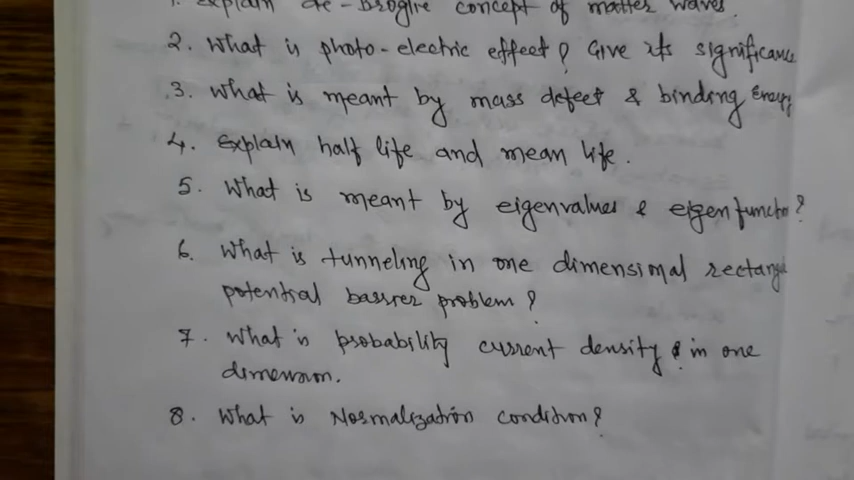 1. Explain de-broglie concept of matter waves.
2. What is photo-electric effect? Give its significance
3. What is meant by mass defect & binding Energy
4. Explain half life and mean life.
5. What is meant by eigenvalues & eigenfunctio?
6. What is tunneling in one dimensional rectang
potential barrer problem?
7. What is probability current density & in one
dimension.
8. What is Normalization condition?